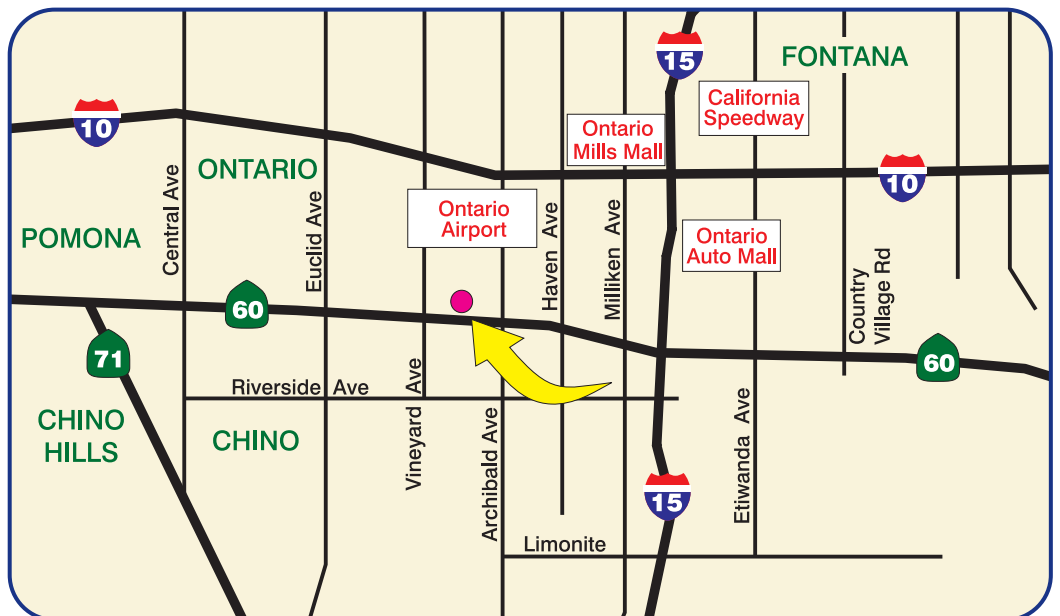 15
FONTANA
California
Speedway
10
Ontario
Mills Mall
ONTARIO
10
Central Ave
Euclid Ave
Ontario
Airport
Haven Ave
Milliken Ave
Ontario
Auto Mall
POMONA
Country
Village Rd
60
71
60
Riverside Ave
Vineyard Ave
CHINO
HILLS
CHINO
Archibald Ave
Etiwanda Ave
15
Limonite